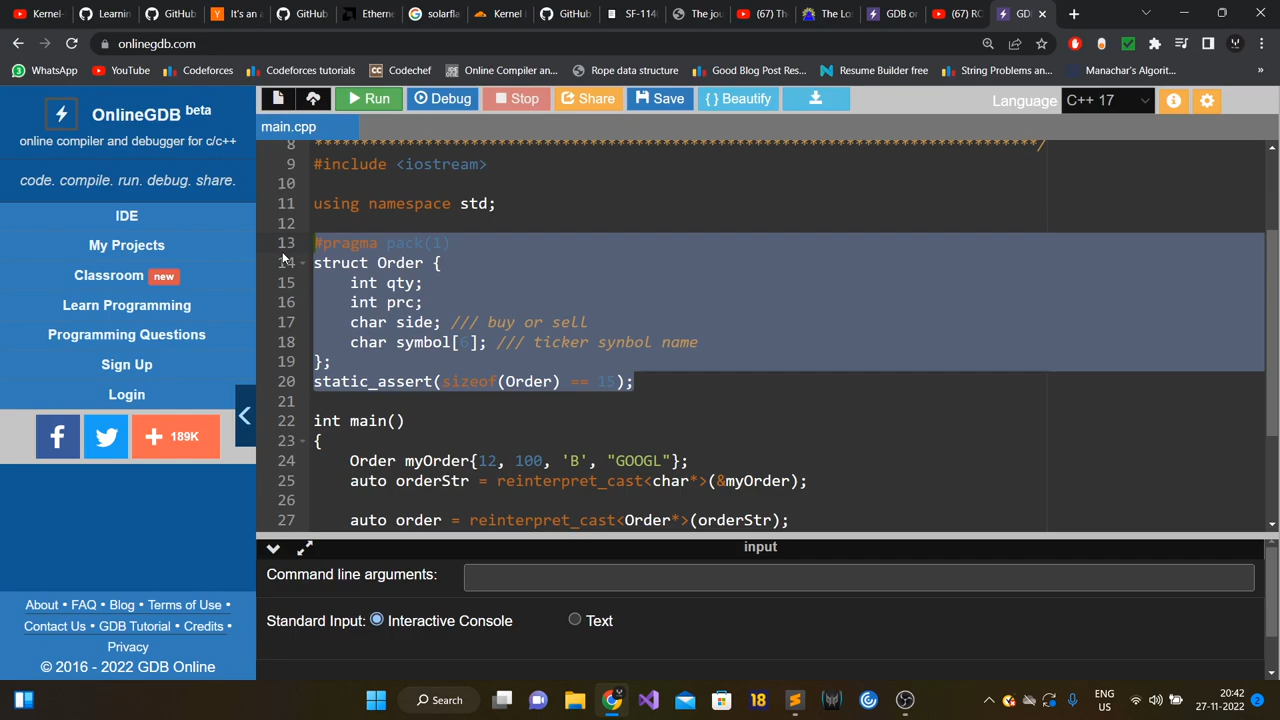 Kernel-
Learnin
GitHub
It's an a
GitHub
Etherne
solarfla
Kernel
GitHub
SF-114
The jou
(67) Th
The Lo
GDB or
(67) RC
GD
onlinegdb.com
WhatsApp
YouTube
Codeforces
Codeforces tutorials
Codechef
Online Compiler an...
Rope data structure
Good Blog Post Res...
Resume Builder free
String Problems an...
Manachar's Algorit...
»
OnlineGDB beta
online compiler and debugger for c/c++
code. compile. run. debug. share.
IDE
My Projects
Classroom new
Learn Programming
Programming Questions
Sign Up
Login
+ 189K
About • FAQ • Blog • Terms of Use •
Contact Us • GDB Tutorial • Credits •
Privacy
© 2016 - 2022 GDB Online
Run
Debug
Stop
Share
Save
{ } Beautify
Language C++ 17
main.cpp
8 *******************************************************************************/
9 #include <iostream>
10
11 using namespace std;
12
13 #pragma pack(1)
14 struct Order {
15 int qty;
16 int prc;
17 char side; /// buy or sell
18 char symbol[6]; /// ticker synbol name
19 };
20 static_assert(sizeof(Order) == 15);
21
22 int main()
23 {
24 Order myOrder{12, 100, 'B', "GOOGL"};
25 auto orderStr = reinterpret_cast<char*>(&myOrder);
26
27 auto order = reinterpret_cast<Order*>(orderStr);
input
Command line arguments:
Standard Input: Interactive Console Text
Search
18
ENG
US
20:42
27-11-2022
2